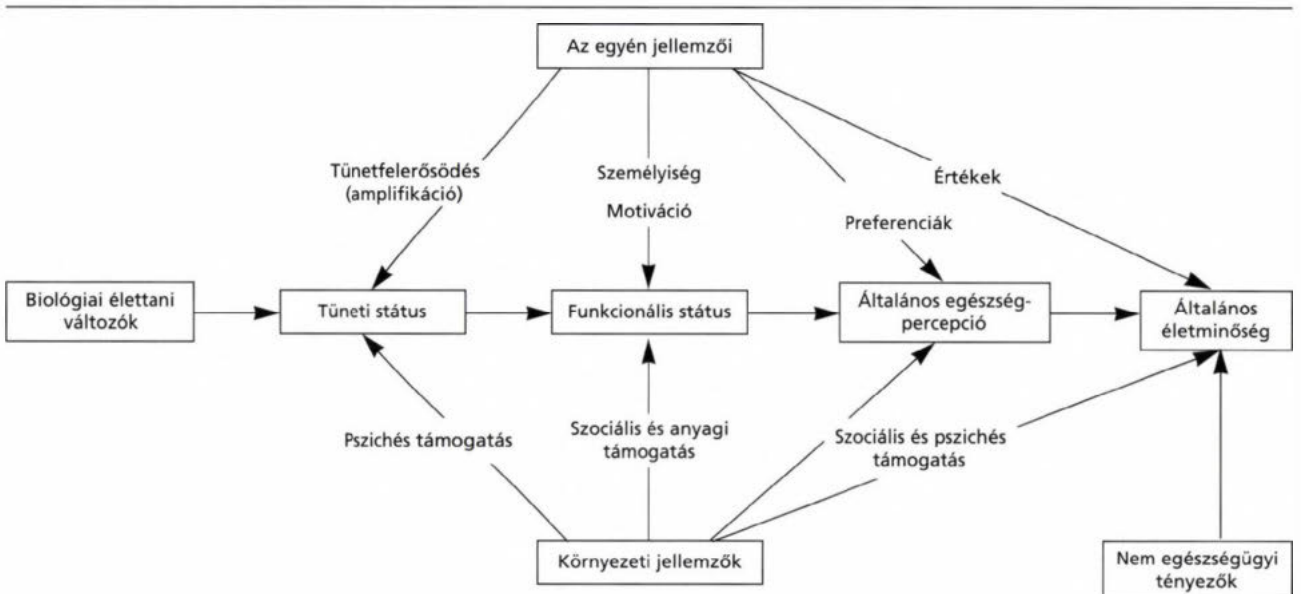 Az egyén jellemzői
Tünetfelerősödés
(amplifikáció)
Személyiség
Motiváció
Értékek
Preferenciák
Biológiai élettani
változók
Tüneti státus
Funkcionális státus
Általános egészség-
percepció
Általános
életminőség
Pszichés támogatás
Szociális és anyagi
támogatás
Szociális és pszichés
támogatás
Környezeti jellemzők
Nem egészségügyi
tényezők